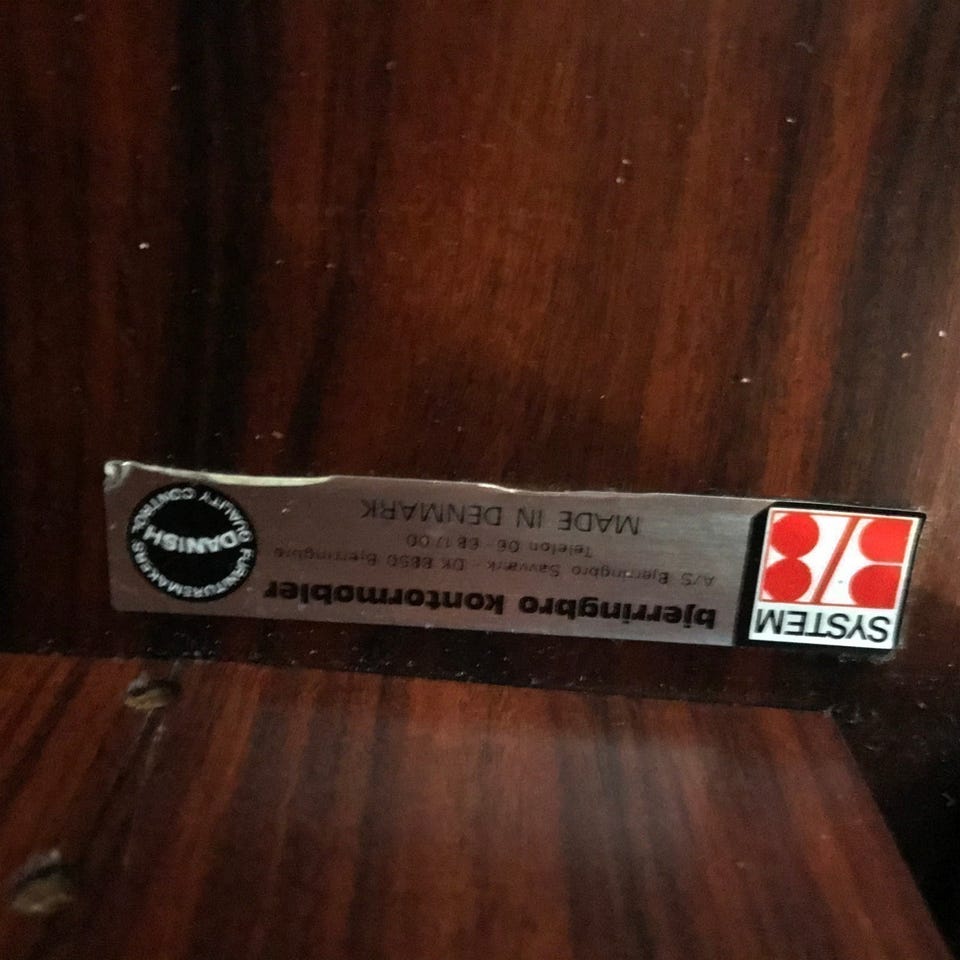 SYSTEM
bjerringbro kontormøbler
A/S Bjerringbro Savværk - DK 8850 Bjerringbro
Telefon 06 - 68 17 00
MADE IN DENMARK
DANISH
FURNITUREMAKERS
QUALITY CONTROL